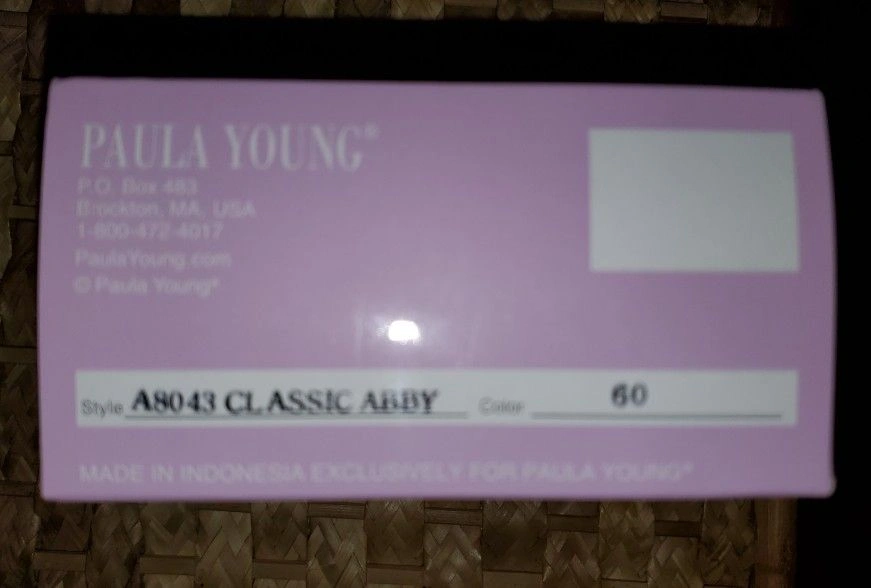 PAULA YOUNG®
P.O. Box 483
Brockton, MA, USA
1-800-472-4017
PaulaYoung.com
© Paula Young®
Style A8043 CLASSIC ABBY Color 60
MADE IN INDONESIA EXCLUSIVELY FOR PAULA YOUNG®